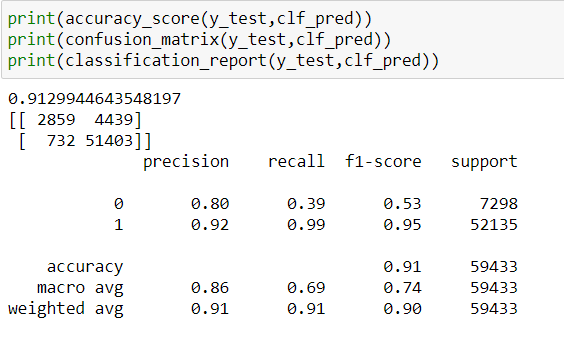 print(accuracy_score(y_test,clf_pred))
print(confusion_matrix(y_test,clf_pred))
print(classification_report(y_test,clf_pred))
0.9129944643548197
[[ 2859  4439]
 [  732 51403]]
              precision    recall  f1-score   support

           0       0.80      0.39      0.53      7298
           1       0.92      0.99      0.95     52135

    accuracy                           0.91     59433
   macro avg       0.86      0.69      0.74     59433
weighted avg       0.91      0.91      0.90     59433